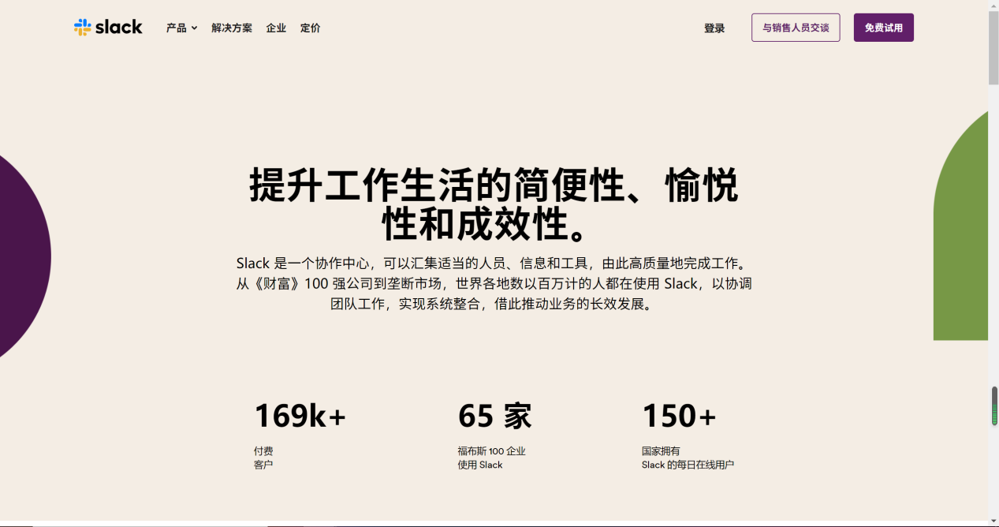 slack
产品
解决方案
企业
定价
登录
与销售人员交谈
免费试用
提升工作生活的简便性、愉悦
性和成效性。
Slack 是一个协作中心，可以汇集适当的人员、信息和工具，由此高质量地完成工作。
从《财富》100 强公司到垄断市场，世界各地数以百万计的人都在使用 Slack，以协调
团队工作，实现系统整合，借此推动业务的长效发展。
169k+
付费
客户
65 家
福布斯 100 企业
使用 Slack
150+
国家拥有
Slack 的每日在线用户